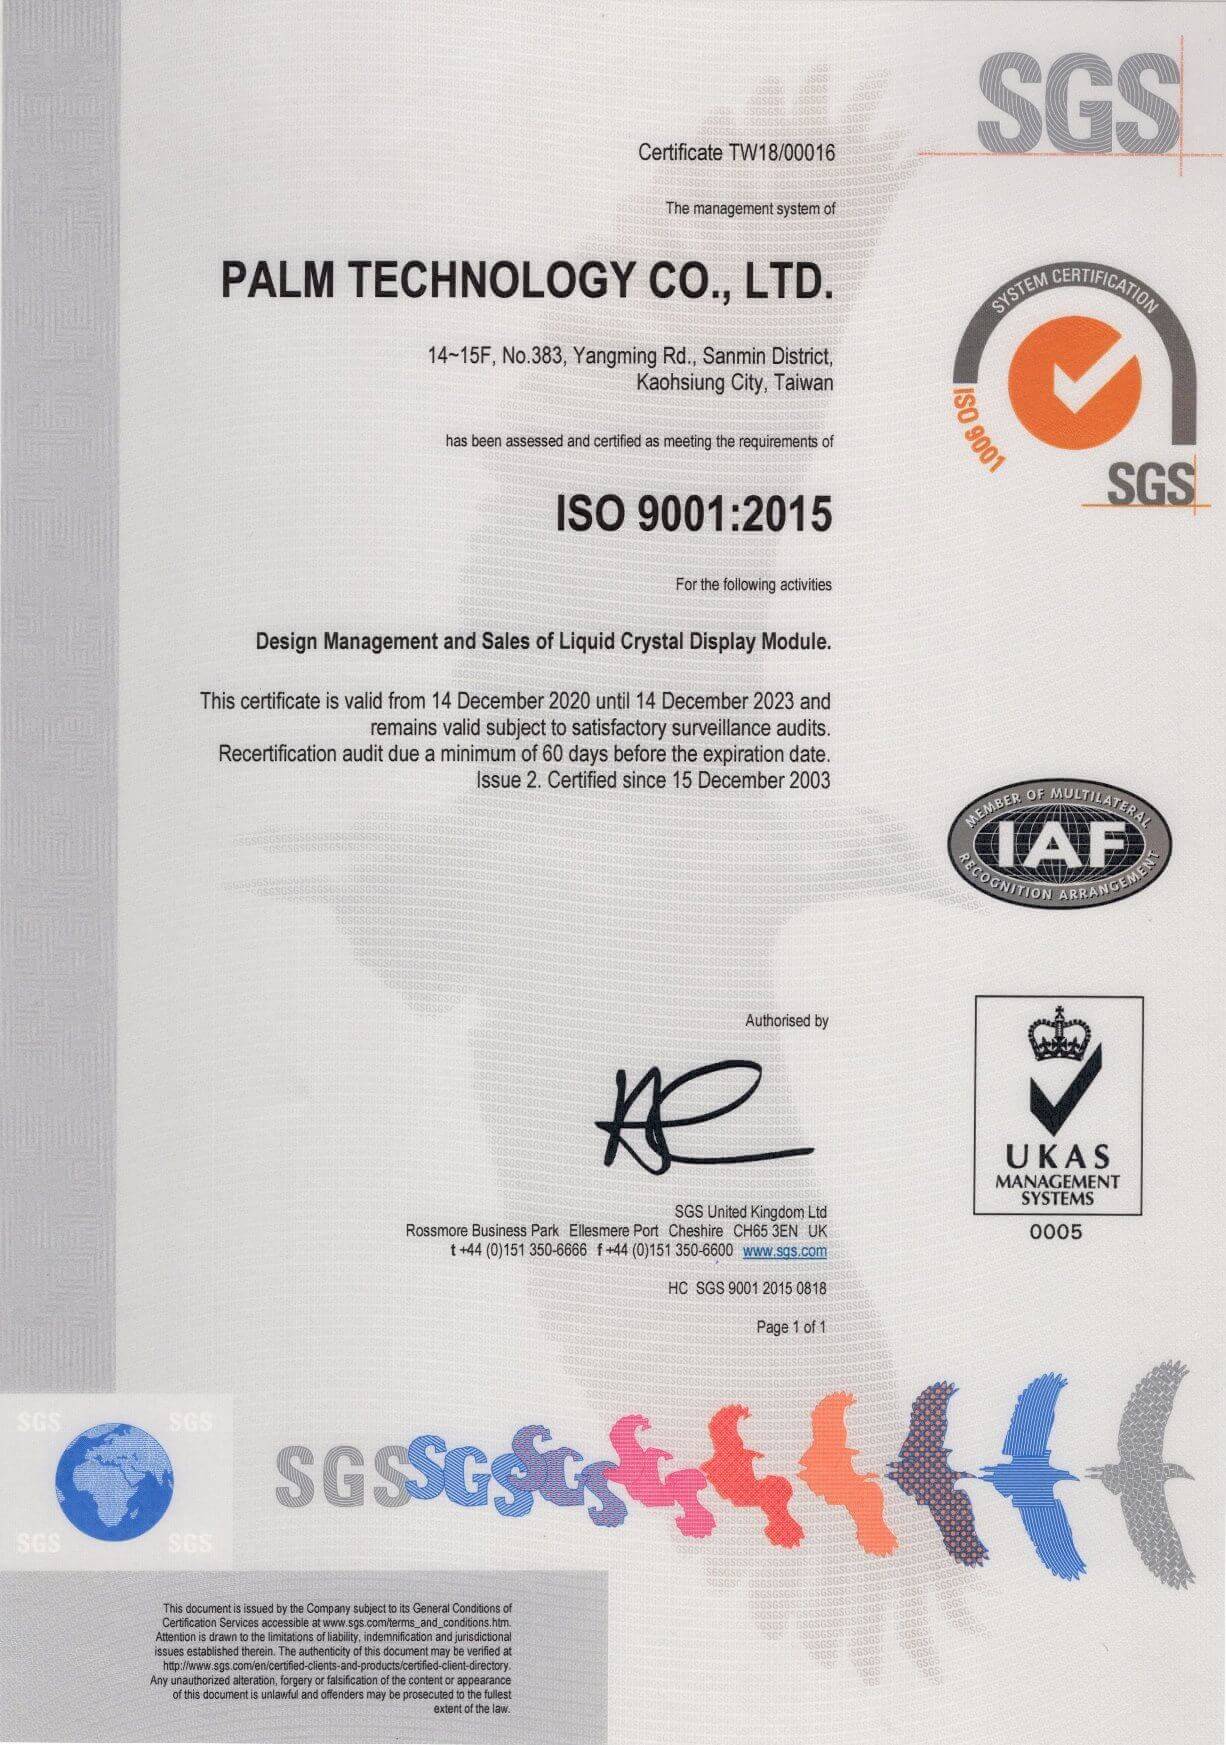 SGS
Certificate TW18/00016
The management system of
PALM TECHNOLOGY CO., LTD.
14~15F, No.383, Yangming Rd., Sanmin District,
Kaohsiung City, Taiwan
has been assessed and certified as meeting the requirements of
ISO 9001:2015
For the following activities
Design Management and Sales of Liquid Crystal Display Module.
This certificate is valid from 14 December 2020 until 14 December 2023 and
remains valid subject to satisfactory surveillance audits.
Recertification audit due a minimum of 60 days before the expiration date.
Issue 2. Certified since 15 December 2003
SYSTEM CERTIFICATION
ISO 9001
SGS
MEMBER OF MULTILATERAL
IAF
RECOGNITION ARRANGEMENT
Authorised by
SGS United Kingdom Ltd
Rossmore Business Park Ellesmere Port Cheshire CH65 3EN UK
t +44 (0)151 350-6666 f +44 (0)151 350-6600 www.sgs.com
HC SGS 9001 2015 0818
Page 1 of 1
UKAS
MANAGEMENT
SYSTEMS
0005
SGS SGS
SGS SGS
SGS SGS SGS
This document is issued by the Company subject to its General Conditions of
Certification Services accessible at www.sgs.com/terms_and_conditions.htm.
Attention is drawn to the limitations of liability, indemnification and jurisdictional
issues established therein. The authenticity of this document may be verified at
http://www.sgs.com/en/certified-clients-and-products/certified-client-directory.
Any unauthorized alteration, forgery or falsification of the content or appearance
of this document is unlawful and offenders may be prosecuted to the fullest
extent of the law.